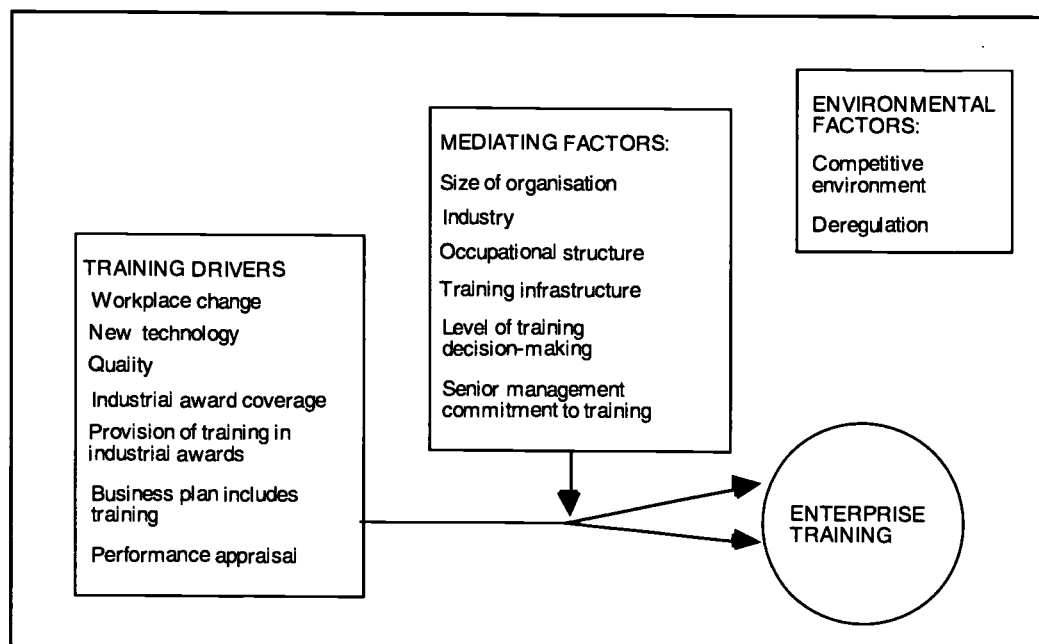 TRAINING DRIVERS
Workplace change
New technology
Quality
Industrial award coverage
Provision of training in
industrial awards
Business plan includes
training
Performance appraisal
MEDIATING FACTORS:
Size of organisation
Industry
Occupational structure
Training infrastructure
Level of training
decision-making
Senior management
commitment to training
ENVIRONMENTAL
FACTORS:
Competitive
environment
Deregulation
ENTERPRISE
TRAINING